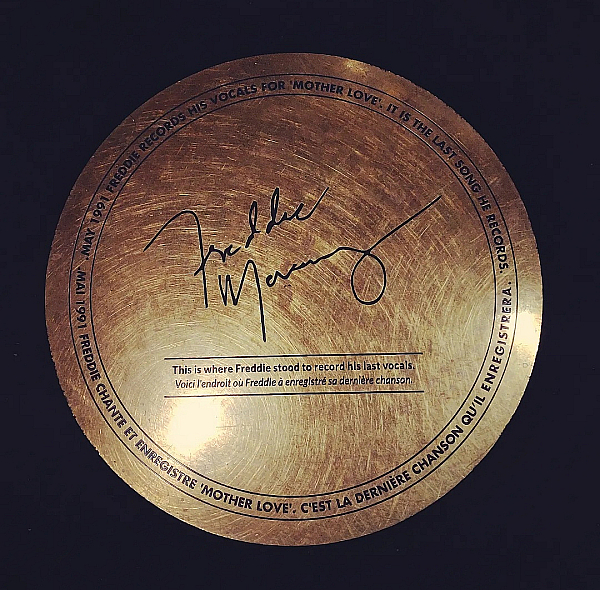 MAY 1991 FREDDIE RECORDS HIS VOCALS FOR 'MOTHER LOVE'. IT IS THE LAST SONG HE RECORDS.
Freddie
Mercury
This is where Freddie stood to record his last vocals.
Voici l'endroit où Freddie à enregistré sa dernière chanson
MAI 1991 FREDDIE CHANTE ET ENREGISTRE 'MOTHER LOVE'. C'EST LA DERNIÈRE CHANSON QU'IL ENREGISTRERA.